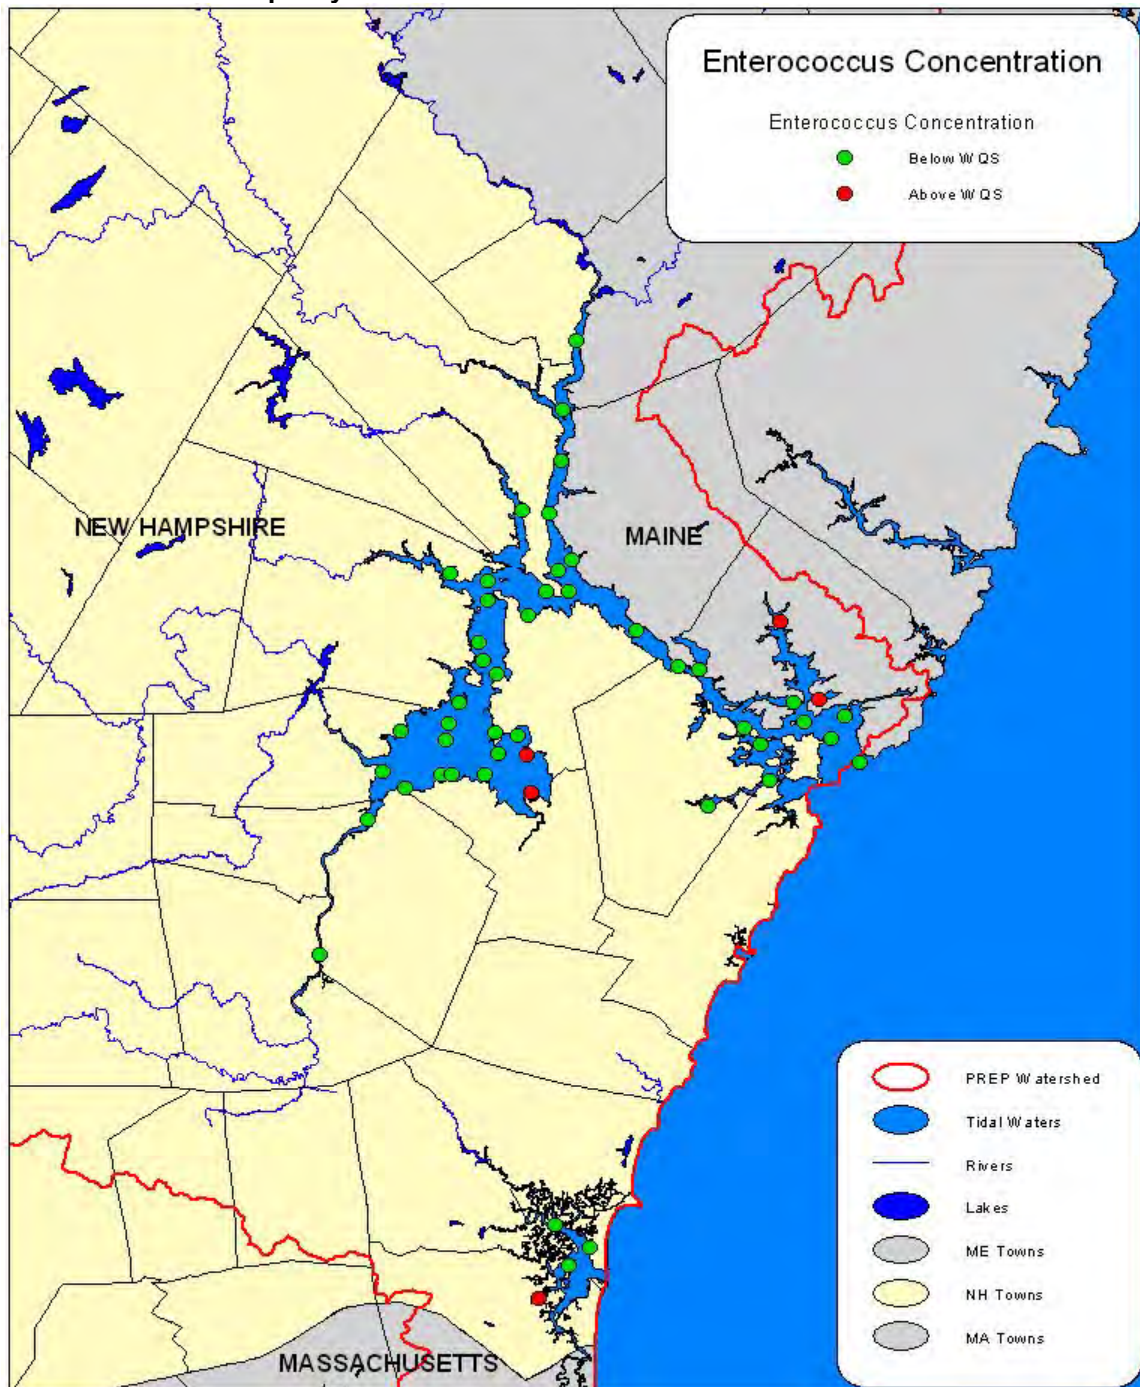 Enterococcus Concentration
Enterococcus Concentration
Below WQS
Above WQS
NEW HAMPSHIRE
MAINE
PREP Watershed
Tidal Waters
Rivers
Lakes
ME Towns
NH Towns
MA Towns
MASSACHUSETTS